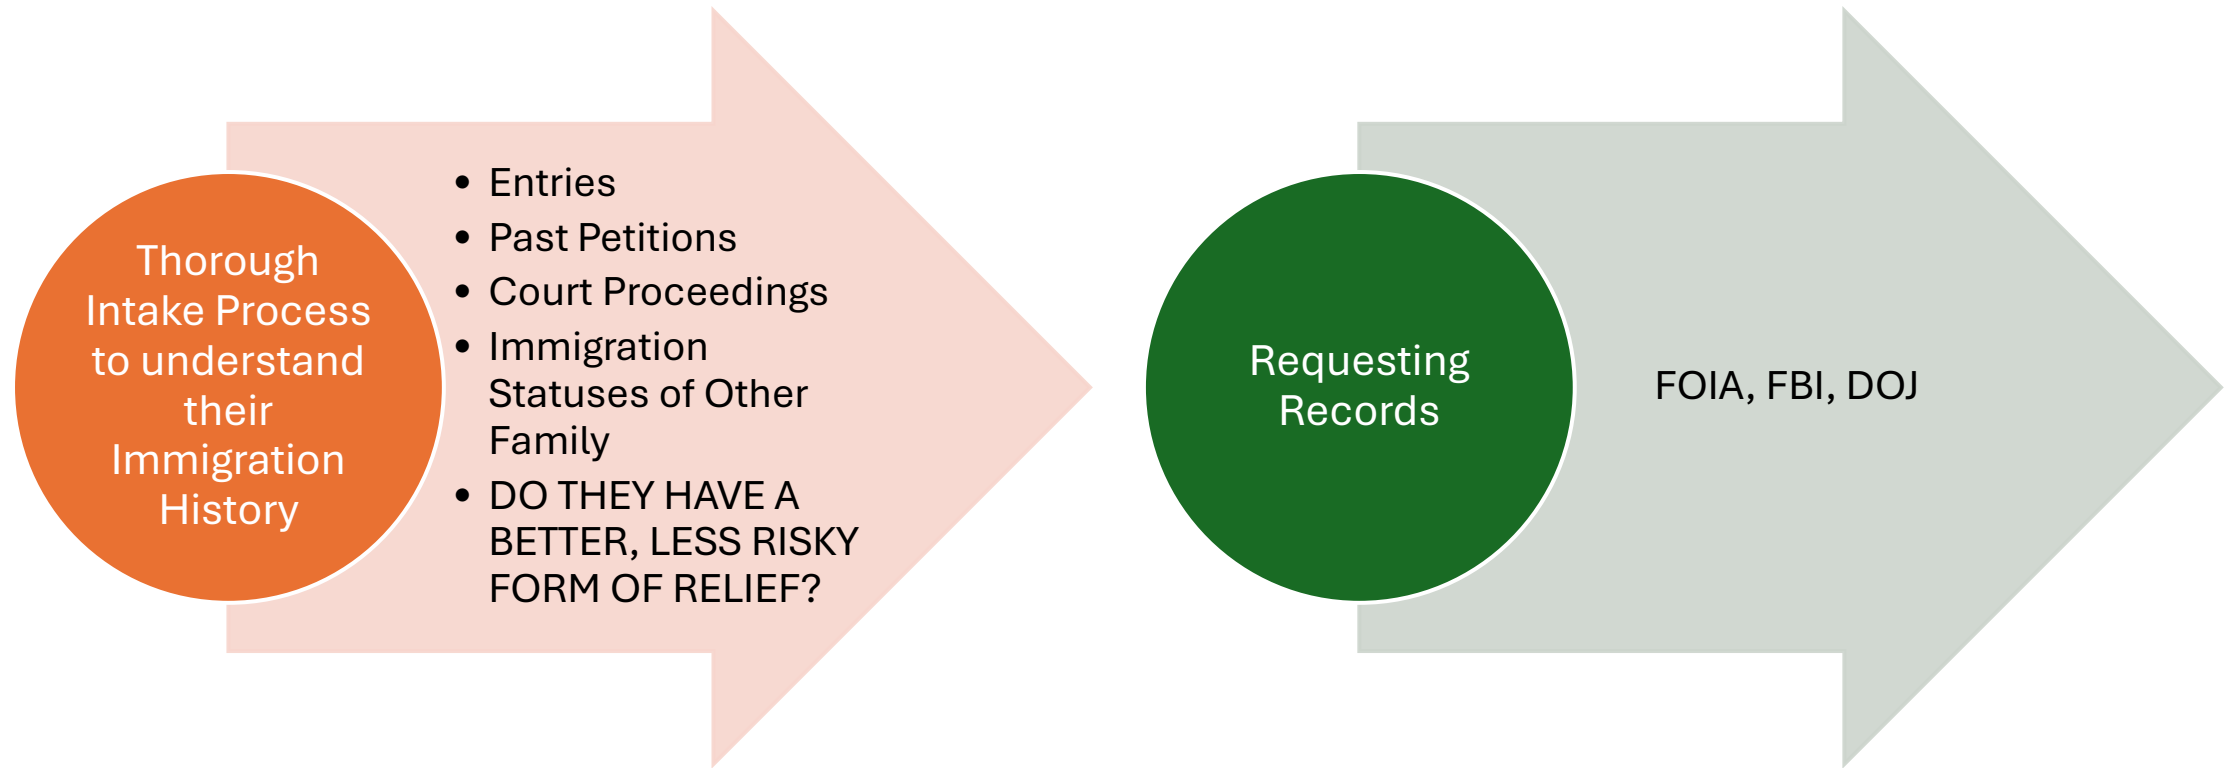 Thorough
Intake Process
to understand
their
Immigration
History
• Entries
• Past Petitions
• Court Proceedings
• Immigration
Statuses of Other
Family
• DO THEY HAVE A
BETTER, LESS RISKY
FORM OF RELIEF?
Requesting
Records
FOIA, FBI, DOJ